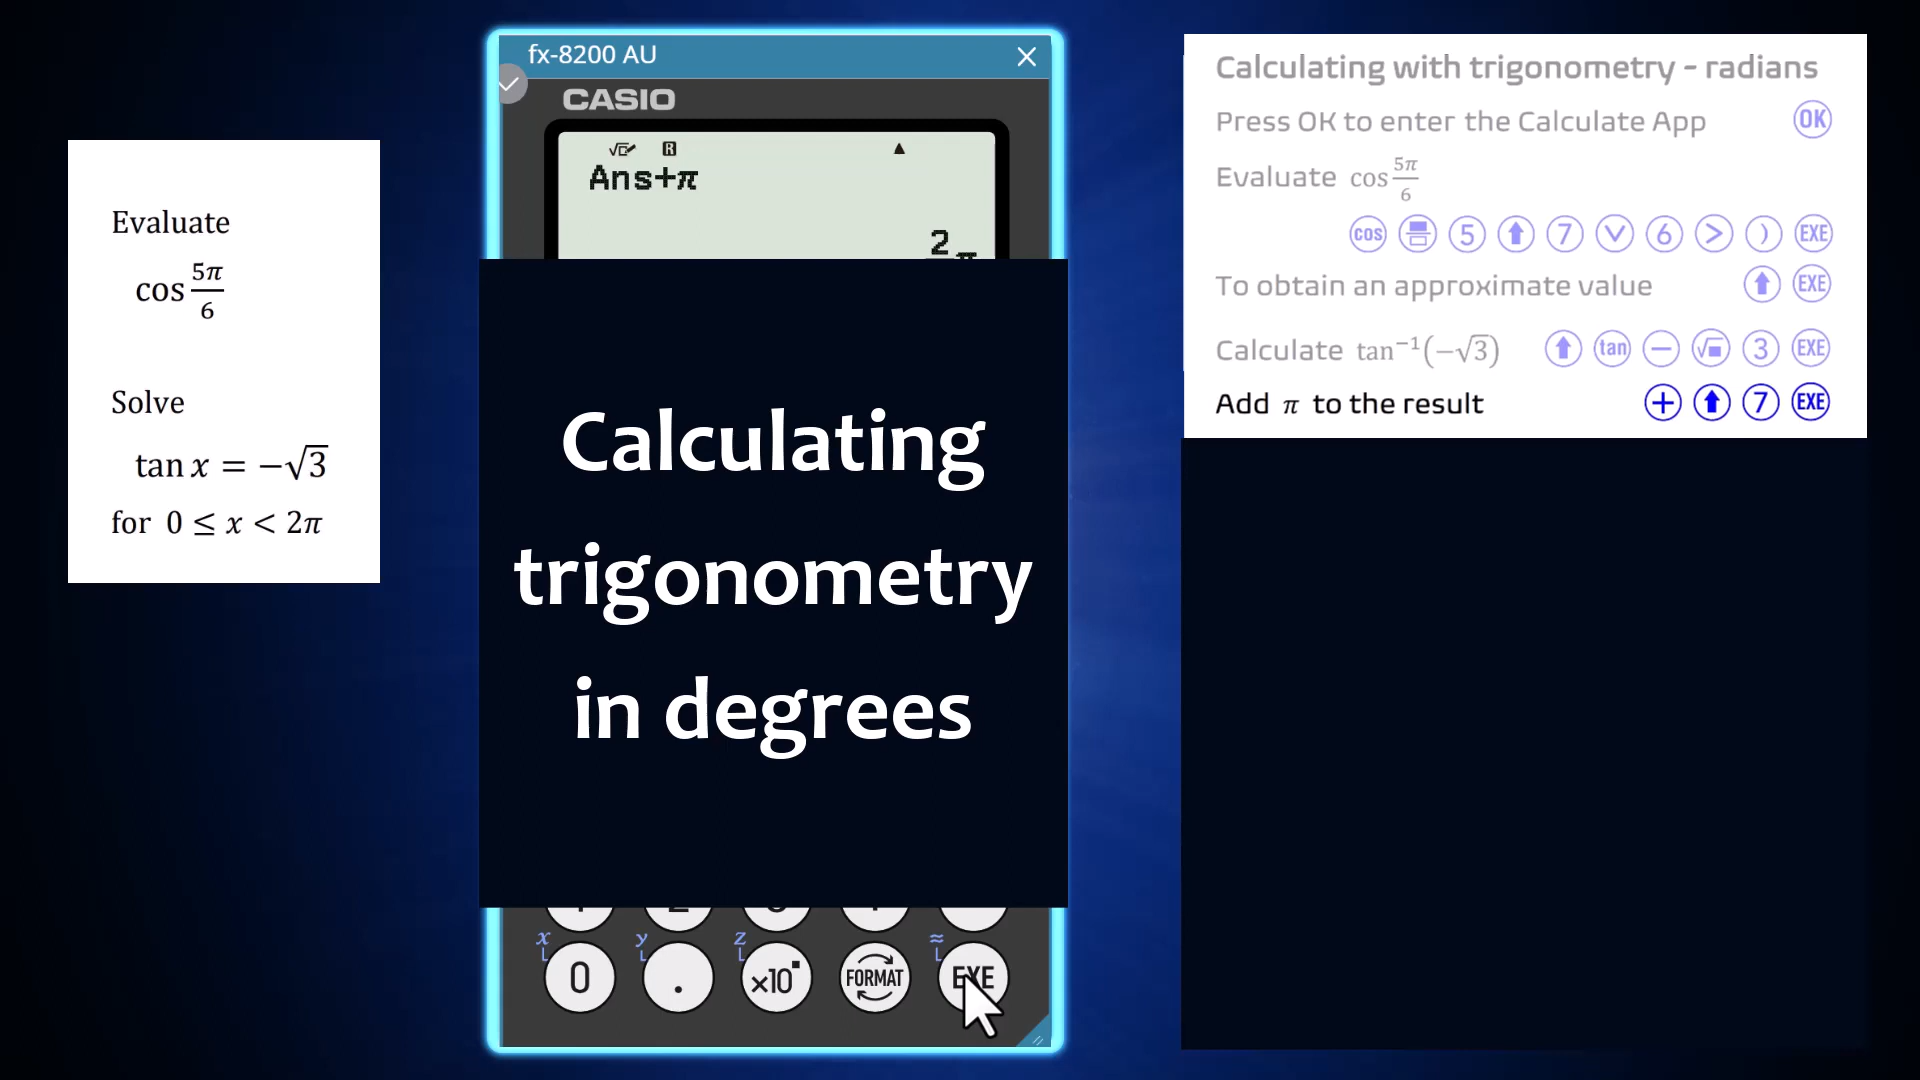 Evaluate
cos 5π/6
Solve
tan x = −√3
for 0 ≤ x < 2π
fx-8200 AU
CASIO
R
Ans+π
2
π
Calculating
trigonometry
in degrees
x y z ≈
0 . ×10■ FORMAT EXE
Calculating with trigonometry - radians
Press OK to enter the Calculate App OK
Evaluate cos 5π/6
cos 5 ↑ 7 ∨ 6 > ) EXE
To obtain an approximate value ↑ EXE
Calculate tan⁻¹(−√3) ↑ tan − √■ 3 EXE
Add π to the result + ↑ 7 EXE